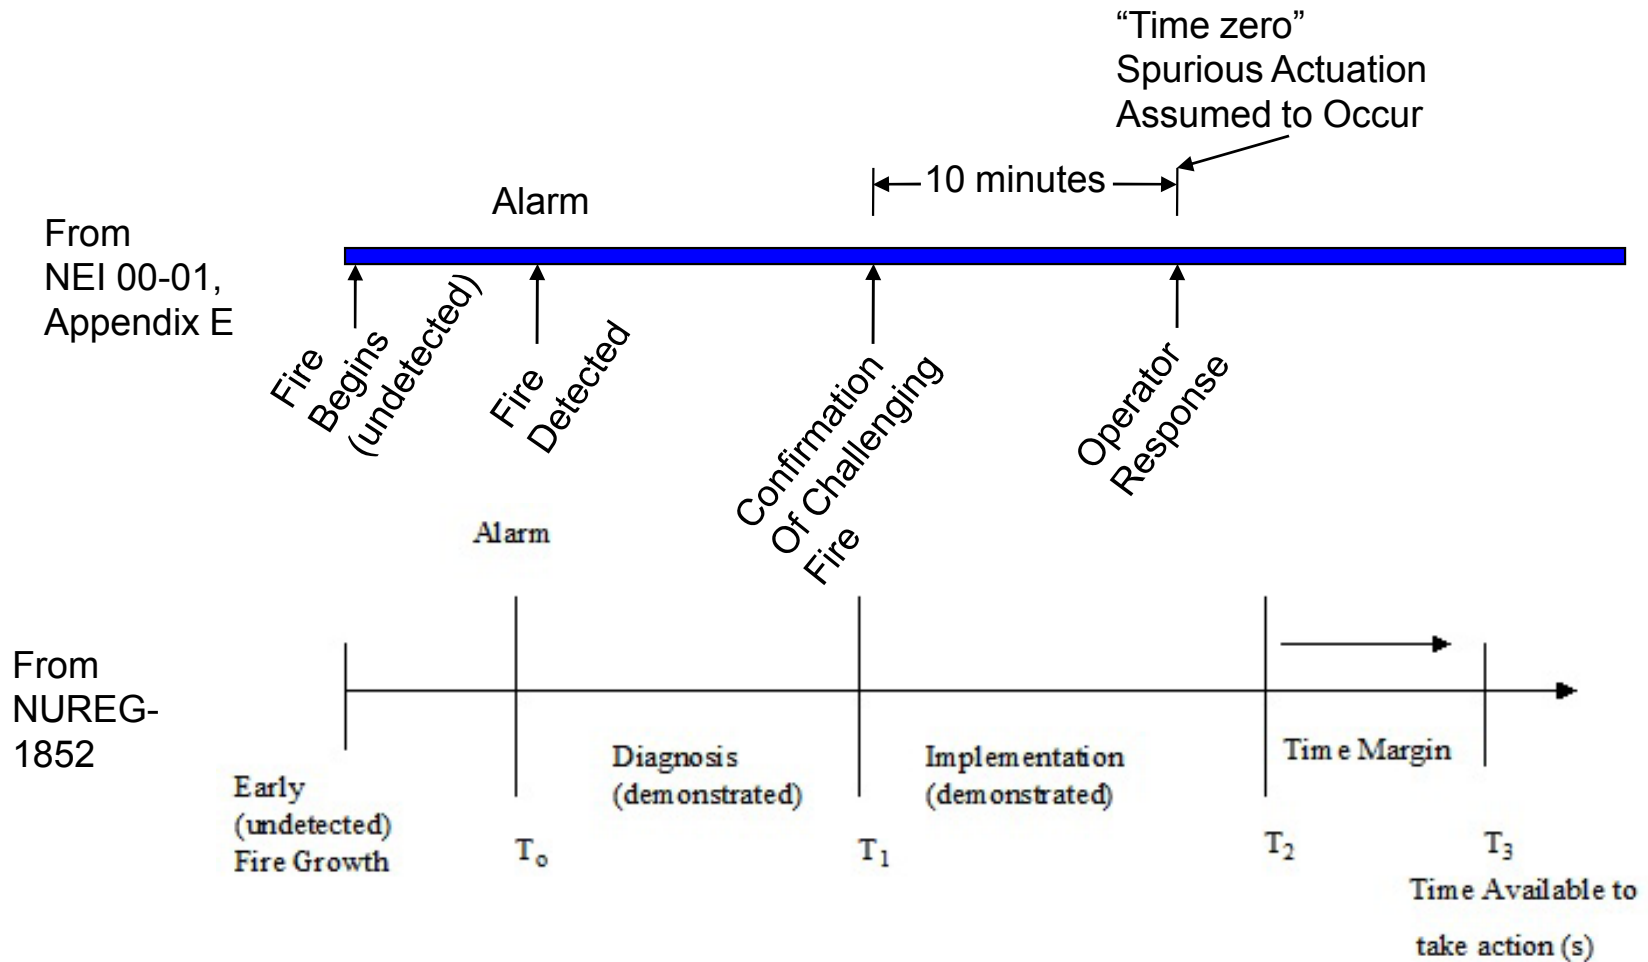 “Time zero”
Spurious Actuation
Assumed to Occur
10 minutes
Alarm
From
NEI 00-01,
Appendix E
Fire
Begins
(undetected)
Fire
Detected
Confirmation
Of Challenging
Fire
Operator
Response
Alarm
From
NUREG-
1852
Early
(undetected)
Fire Growth
Diagnosis
(demonstrated)
Implementation
(demonstrated)
Time Margin
To
T1
T2
T3
Time Available to
take action (s)